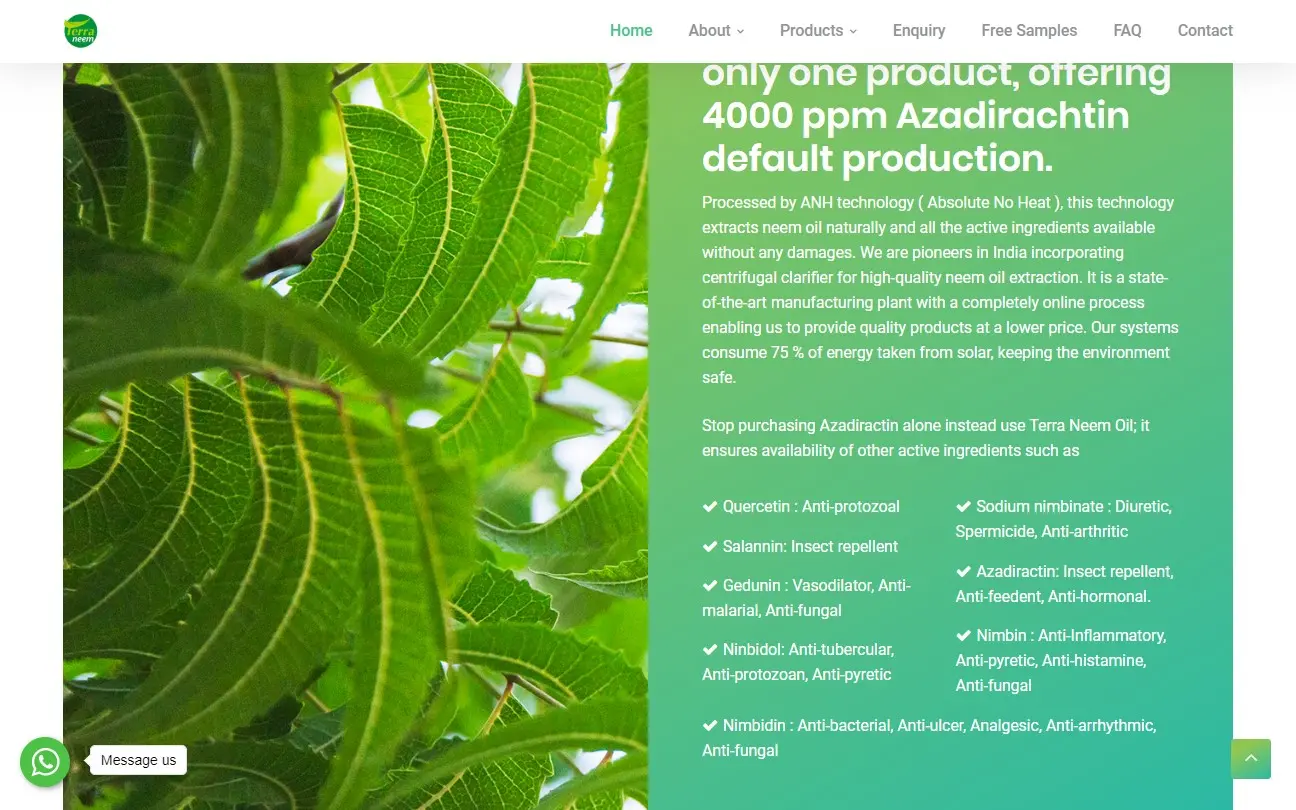 Terra
neem
Home
About
Products
Enquiry
Free Samples
FAQ
Contact
only one product, offering
4000 ppm Azadirachtin
default production.
Processed by ANH technology ( Absolute No Heat ), this technology
extracts neem oil naturally and all the active ingredients available
without any damages. We are pioneers in India incorporating
centrifugal clarifier for high-quality neem oil extraction. It is a state-
of-the-art manufacturing plant with a completely online process
enabling us to provide quality products at a lower price. Our systems
consume 75 % of energy taken from solar, keeping the environment
safe.
Stop purchasing Azadiractin alone instead use Terra Neem Oil; it
ensures availability of other active ingredients such as
Quercetin : Anti-protozoal
Salannin: Insect repellent
Gedunin : Vasodilator, Anti-
malarial, Anti-fungal
Ninbidol: Anti-tubercular,
Anti-protozoan, Anti-pyretic
Sodium nimbinate : Diuretic,
Spermicide, Anti-arthritic
Azadiractin: Insect repellent,
Anti-feedent, Anti-hormonal.
Nimbin : Anti-Inflammatory,
Anti-pyretic, Anti-histamine,
Anti-fungal
Nimbidin : Anti-bacterial, Anti-ulcer, Analgesic, Anti-arrhythmic,
Anti-fungal
Message us